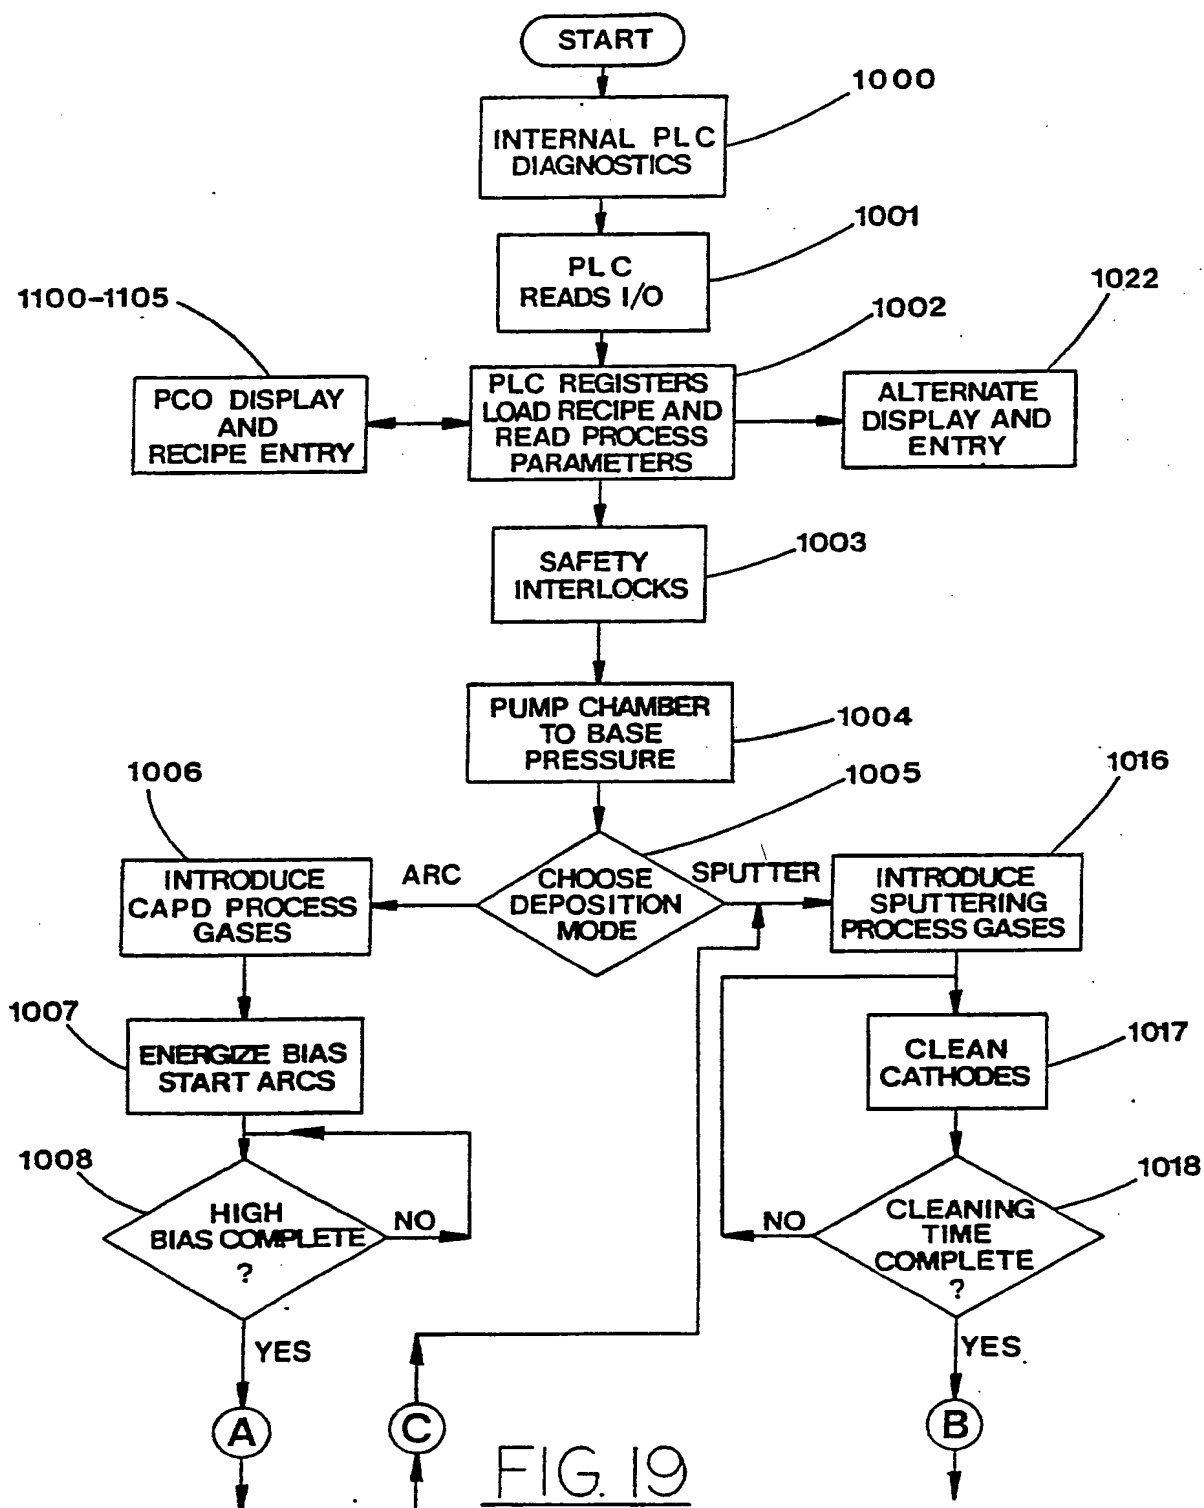 START
1000
INTERNAL PLC
DIAGNOSTICS
1001
PLC
READS I/O
1100-1105
1002
1022
PCO DISPLAY
AND
RECIPE ENTRY
PLC REGISTERS
LOAD RECIPE AND
READ PROCESS
PARAMETERS
ALTERNATE
DISPLAY AND
ENTRY
1003
SAFETY
INTERLOCKS
PUMP CHAMBER
TO BASE
PRESSURE
1004
1006
1005
1016
INTRODUCE
CAPD PROCESS
GASES
ARC
CHOOSE
DEPOSITION
MODE
SPUTTER
INTRODUCE
SPUTTERING
PROCESS GASES
1007
ENERGIZE BIAS
START ARCS
CLEAN
CATHODES
1017
1008
HIGH
BIAS COMPLETE
?
NO
YES
1018
CLEANING
TIME
COMPLETE
?
NO
YES
A
C
B
FIG. 19